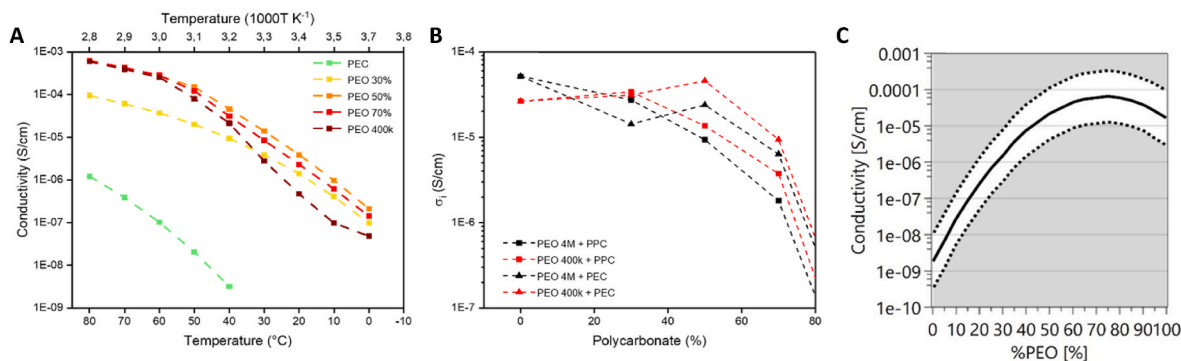 A
Temperature (1000T K⁻¹)
2,8 2,9 3,0 3,1 3,2 3,3 3,4 3,5 3,7 3,8
1E-03
1E-04
1E-05
1E-06
1E-07
1E-08
1E-09
Conductivity (S/cm)
PEC
PEO 30%
PEO 50%
PEO 70%
PEO 400k
80 70 60 50 40 30 20 10 0 -10
Temperature (°C)
B
1E-4
1E-5
1E-6
1E-7
σi (S/cm)
PEO 4M + PPC
PEO 400k + PPC
PEO 4M + PEC
PEO 400k + PEC
0 20 40 60 80
Polycarbonate (%)
C
0.001
0.0001
1e-05
1e-06
1e-07
1e-08
1e-09
1e-10
Conductivity [S/cm]
0 10 20 30 40 50 60 70 80 90 100
%PEO [%]